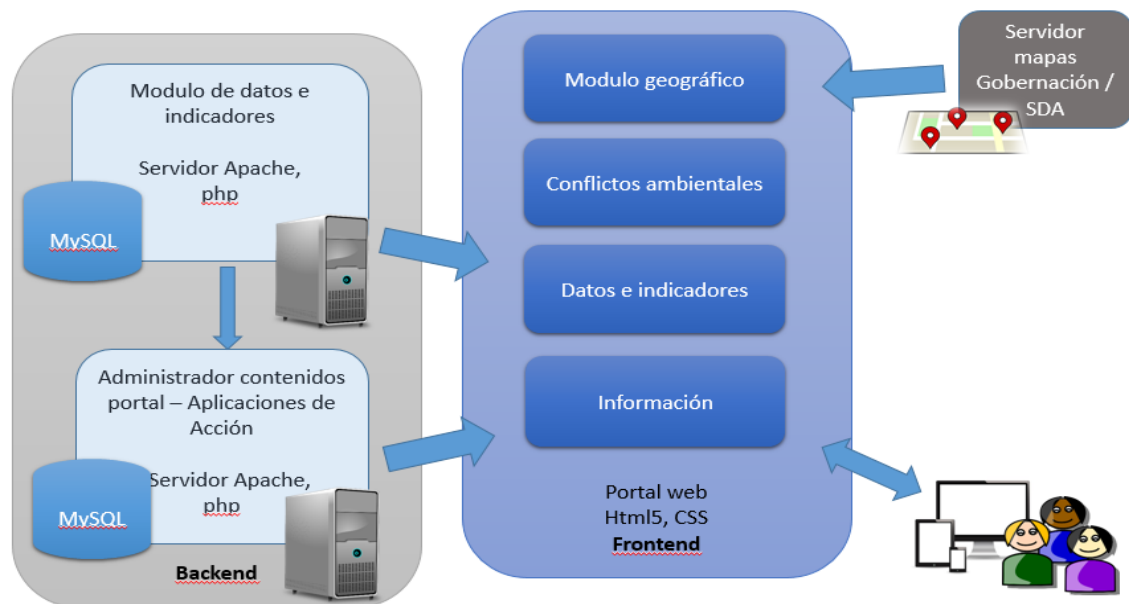 Modulo de datos e
indicadores
Servidor Apache,
php
MySQL
Administrador contenidos
portal – Aplicaciones de
Acción
Servidor Apache,
php
MySQL
Backend
Modulo geográfico
Conflictos ambientales
Datos e indicadores
Información
Portal web
Html5, CSS
Frontend
Servidor
mapas
Gobernación /
SDA